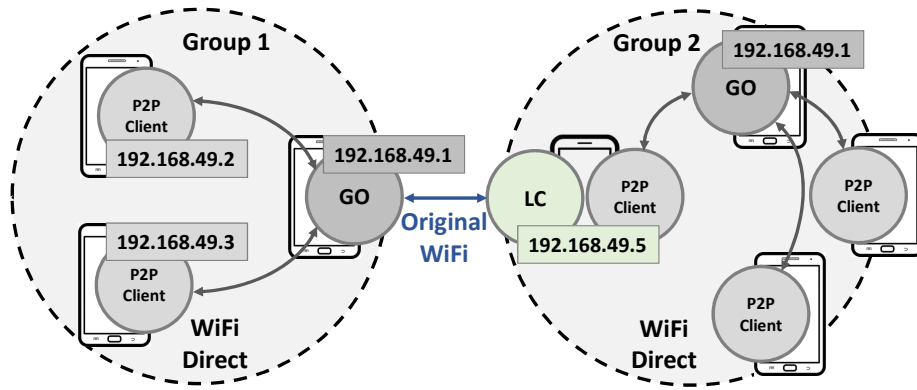 Group 1
P2P
Client
192.168.49.2
192.168.49.1
GO
192.168.49.3
P2P
Client
WiFi
Direct
Original
WiFi
Group 2
192.168.49.1
GO
LC
P2P
Client
192.168.49.5
P2P
Client
P2P
Client
WiFi
Direct